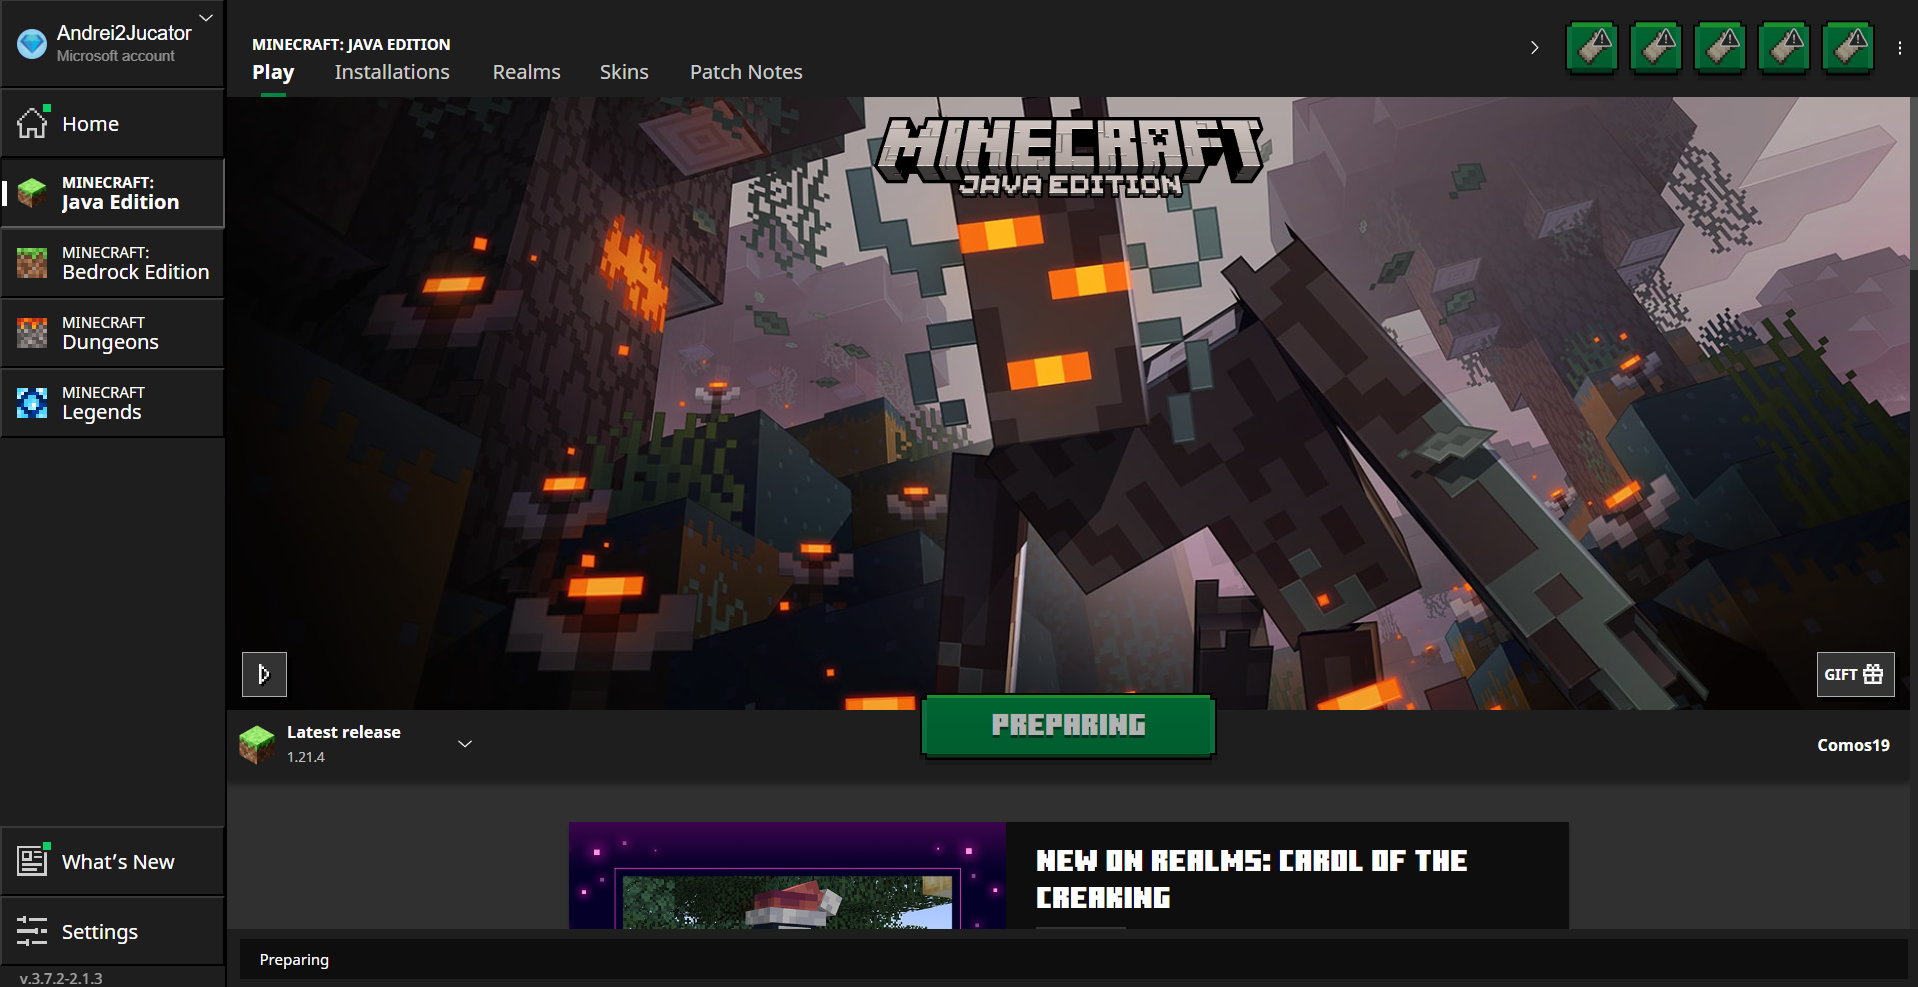 Andrei2Jucator
Microsoft account
Home
MINECRAFT:
Java Edition
MINECRAFT:
Bedrock Edition
MINECRAFT
Dungeons
MINECRAFT
Legends
What's New
Settings
v.3.7.2-2.1.3
MINECRAFT: JAVA EDITION
Play Installations Realms Skins Patch Notes
MINECRAFT
JAVA EDITION
GIFT
Latest release
1.21.4
PREPARING
Comos19
NEW ON REALMS: CAROL OF THE
CREAKING
Preparing